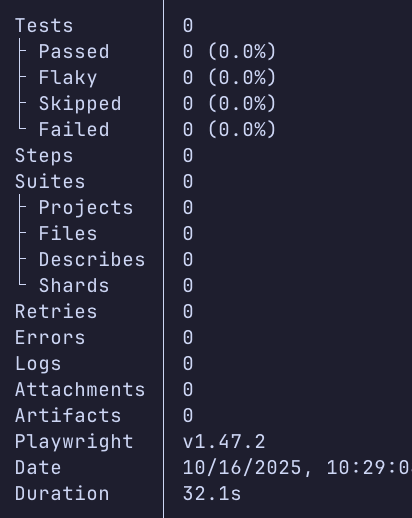 Tests 0
Passed 0 (0.0%)
Flaky 0 (0.0%)
Skipped 0 (0.0%)
Failed 0 (0.0%)
Steps 0
Suites 0
Projects 0
Files 0
Describes 0
Shards 0
Retries 0
Errors 0
Logs 0
Attachments 0
Artifacts 0
Playwright v1.47.2
Date 10/16/2025, 10:29:0
Duration 32.1s